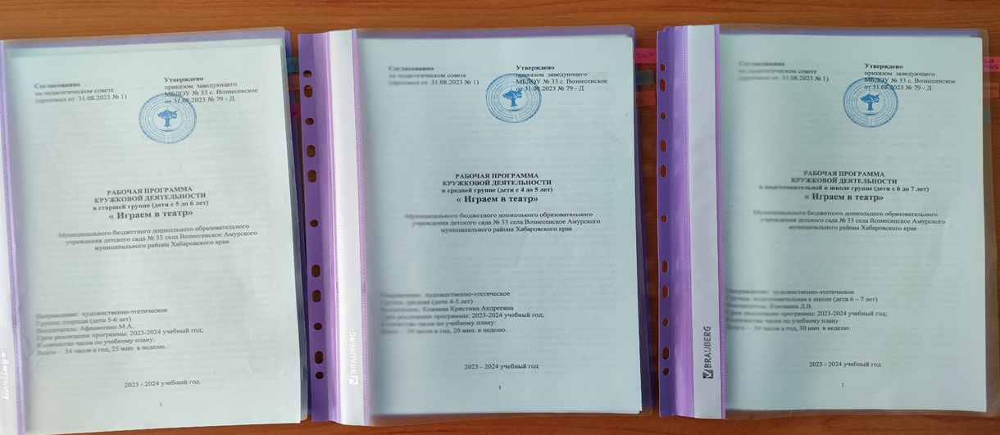 Согласованно
на педагогическом совете
(протокол от 31.08.2023 № 1)
Утверждено
приказом заведующего
МБДОУ № 33 с. Вознесенское
от 31.08.2023 № 79 - Д
РАБОЧАЯ ПРОГРАММА
КРУЖКОВОЙ ДЕЯТЕЛЬНОСТИ
в старшей группе (дети с 5 до 6 лет)
« Играем в театр»
Муниципального бюджетного дошкольного образовательного
учреждения детского сада № 33 села Вознесенское Амурского
муниципального района Хабаровского края
Направление: художественно-этетическое
Группа: старшая (дети 5-6 лет)
Воспитатель: Афанасенко М.А.
Срок реализации программы: 2023-2024 учебный год;
Количество часов по учебному плану:
Всего – 34 часов в год, 25 мин. в неделю.
2023 - 2024 учебный год
1
Berlingo
Согласованно
на педагогическом совете
(протокол от 31.08.2023 № 1)
Утверждено
приказом заведующего
МБДОУ № 33 с. Вознесенское
от 31.08.2023 № 79 - Д
РАБОЧАЯ ПРОГРАММА
КРУЖКОВОЙ ДЕЯТЕЛЬНОСТИ
в средней группе (дети с 4 до 5 лет)
« Играем в театр»
Муниципального бюджетного дошкольного образовательного
учреждения детского сада № 33 села Вознесенское Амурского
муниципального района Хабаровского края
Направление: художественно-этетическое
Группа: средняя (дети 4-5 лет)
Воспитатель: Князева Кристина Андреевна
Срок реализации программы: 2023-2024 учебный год;
Количество часов по учебному плану:
Всего – 34 часов в год, 20 мин. в неделю.
2023 - 2024 учебный год
1
BRAUBERG
Согласованно
на педагогическом совете
(протокол от 31.08.2023 № 1)
Утверждено
приказом заведующего
МБДОУ № 33 с. Вознесенское
от 31.08.2023 № 79 - Д
РАБОЧАЯ ПРОГРАММА
КРУЖКОВОЙ ДЕЯТЕЛЬНОСТИ
в подготовительной к школе группе (дети с 6 до 7 лет)
« Играем в театр»
Муниципального бюджетного дошкольного образовательного
учреждения детского сада № 33 села Вознесенское Амурского
муниципального района Хабаровского края
Направление: художественно-этетическое
Группа: подготовительная к школе (дети 6 – 7 лет)
Воспитатель: Л.В.
Срок реализации программы: 2023-2024 учебный год;
Количество часов по учебному плану:
Всего – 34 часов в год, 30 мин. в неделю.
2023 - 2024 учебный год
1
BRAUBERG